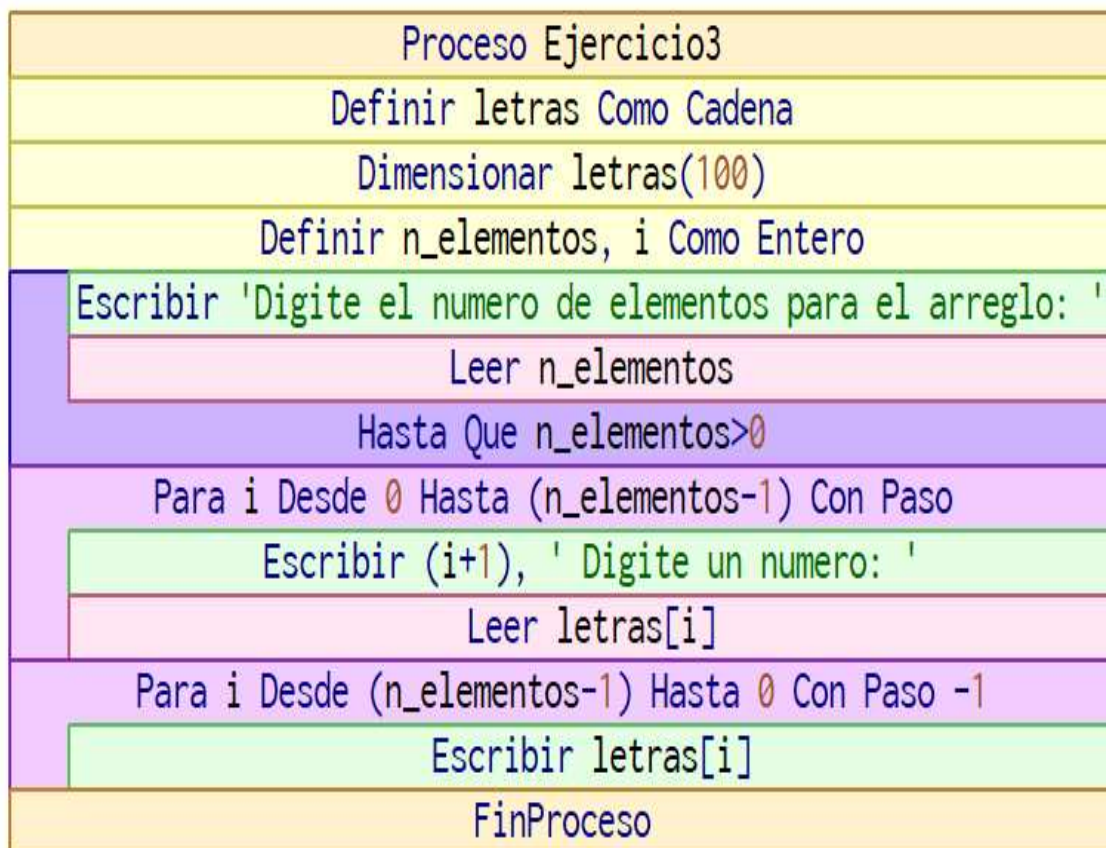 Proceso Ejercicio3
Definir letras Como Cadena
Dimensionar letras(100)
Definir n_elementos, i Como Entero
Escribir 'Digite el numero de elementos para el arreglo: '
Leer n_elementos
Hasta Que n_elementos>0
Para i Desde 0 Hasta (n_elementos-1) Con Paso
Escribir (i+1), ' Digite un numero: '
Leer letras[i]
Para i Desde (n_elementos-1) Hasta 0 Con Paso -1
Escribir letras[i]
FinProceso